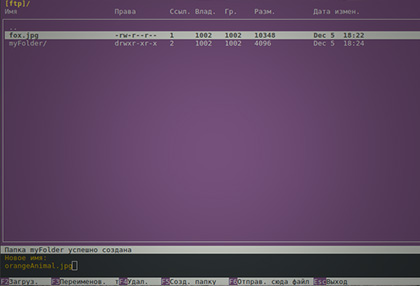 [ftp]/
Имя Права Ссыл. Влад. Гр. Разм. Дата измен.
..
fox.jpg -rw-r--r-- 1 1002 1002 10348 Dec 5 18:22
myFolder/ drwxr-xr-x 2 1002 1002 4096 Dec 5 18:24
Папка myFolder успешно создана
Новое имя:
orangeAnimal.jpg
F2Загруз. F3Переименов. F4Удал. F5Созд. папку F6Отправ. сюда файл ESCВыход